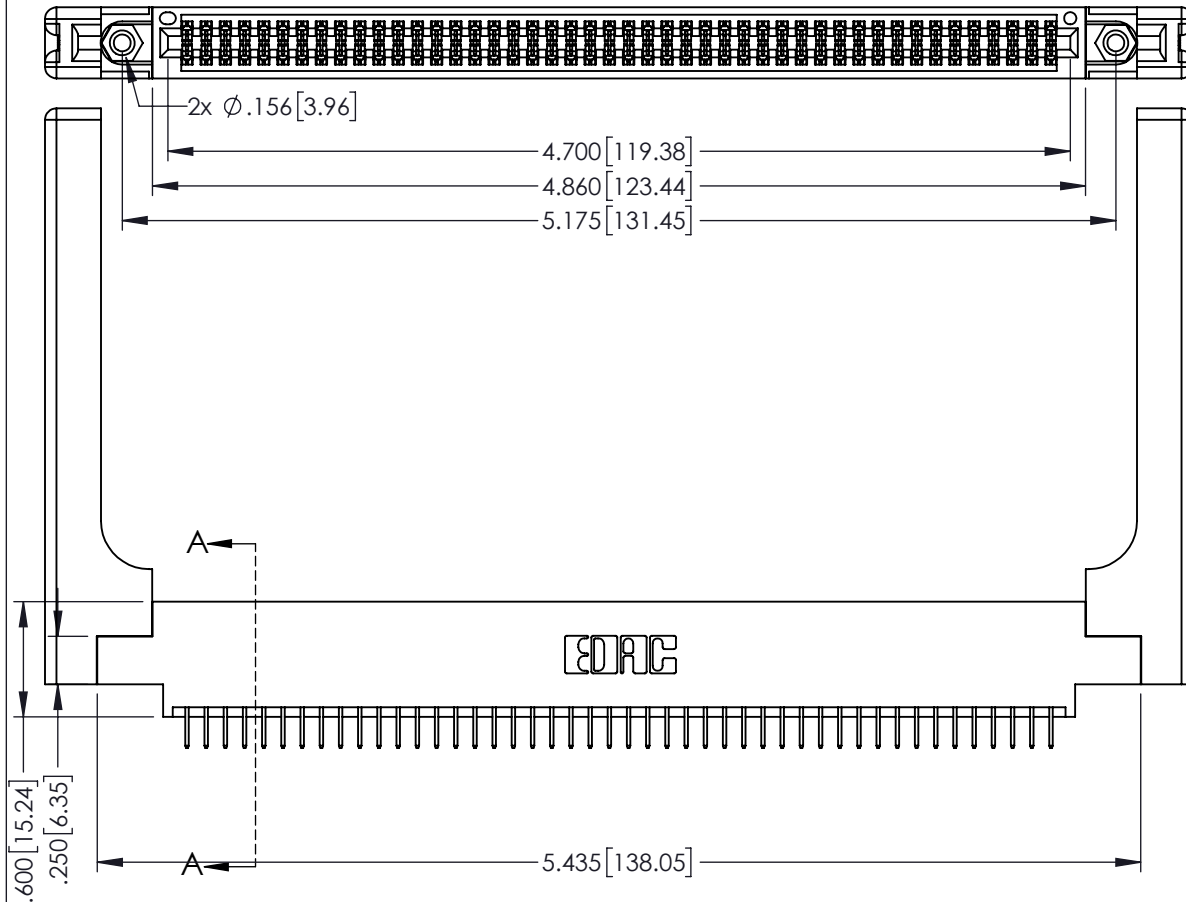 2x Ø.156[3.96]
4.700[119.38]
4.860[123.44]
5.175[131.45]
A
EDAC
.600[15.24]
.250[6.35]
A
5.435[138.05]